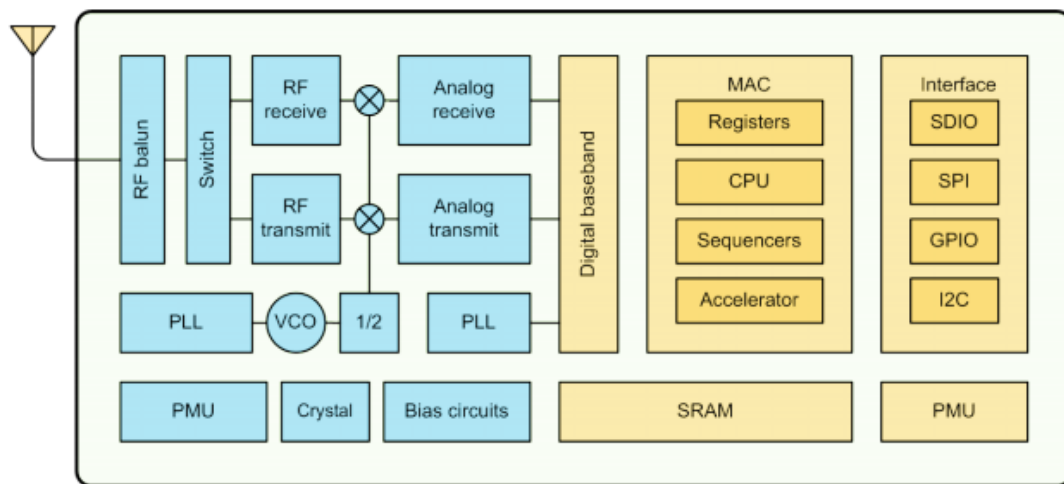 RF balun
Switch
RF
receive
Analog
receive
RF
transmit
Analog
transmit
PLL
VCO
1/2
PLL
Digital baseband
MAC
Registers
CPU
Sequencers
Accelerator
Interface
SDIO
SPI
GPIO
I2C
PMU
Crystal
Bias circuits
SRAM
PMU